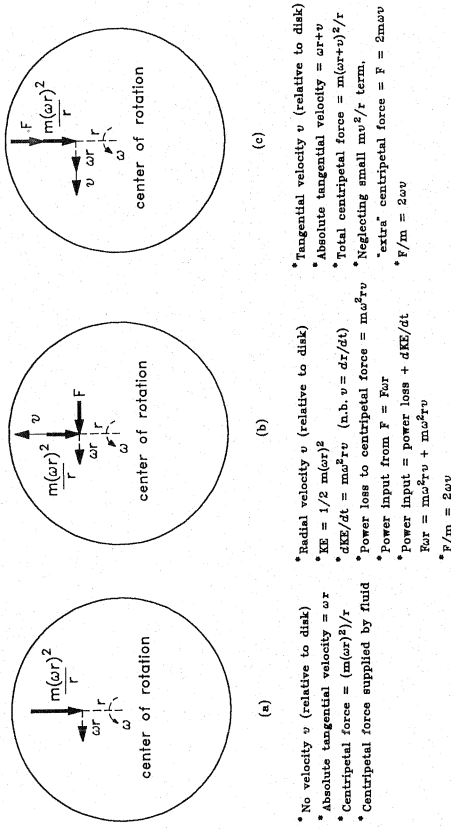 m(ωr)²
r
ωr
r
ω
center of rotation
(a)
* No velocity v (relative to disk)
* Absolute tangential velocity = ωr
* Centripetal force = (m(ωr)²)/r
* Centripetal force supplied by fluid
v
m(ωr)²
r
F
ωr
r
ω
center of rotation
(b)
* Radial velocity v (relative to disk)
* KE = 1/2 m(ωr)²
* dKE/dt = mω²rv (n.b. v = dr/dt)
* Power loss to centripetal force = mω²rv
* Power input from F = Fωr
* Power input = power loss + dKE/dt
Fωr = mω²rv + mω²rv
* F/m = 2ωv
F
m(ωr)²
r
v
ωr
r
ω
center of rotation
(c)
* Tangential velocity v (relative to disk)
* Absolute tangential velocity = ωr+v
* Total centripetal force = m(ωr+v)²/r
* Neglecting small mv²/r term,
"extra" centripetal force = F = 2mωv
* F/m = 2ωv